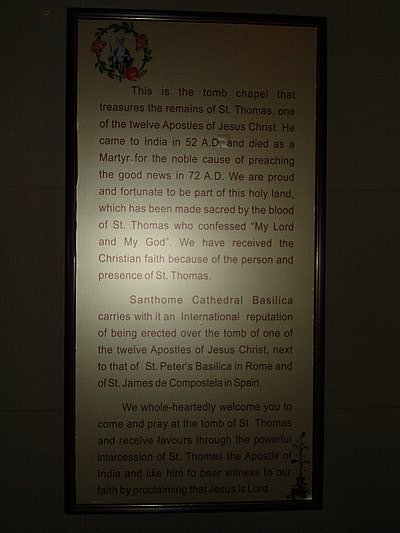 This is the tomb chapel that
treasures the remains of St. Thomas, one
of the twelve Apostles of Jesus Christ. He
came to India in 52 A.D. and died as a
Martyr for the noble cause of preaching
the good news in 72 A.D. We are proud
and fortunate to be part of this holy land,
which has been made sacred by the blood
of St. Thomas who confessed "My Lord
and My God". We have received the
Christian faith because of the person and
presence of St. Thomas.
Santhome Cathedral Basilica
carries with it an International reputation
of being erected over the tomb of one of
the twelve Apostles of Jesus Christ, next
to that of St. Peter's Basilica in Rome and
of St. James de Compostela in Spain.
We whole-heartedly welcome you to
come and pray at the tomb of St. Thomas
and receive favours through the powerful
intercession of St. Thomas the Apostle of
India and like him to bear witness to our
faith by proclaiming that Jesus is Lord.